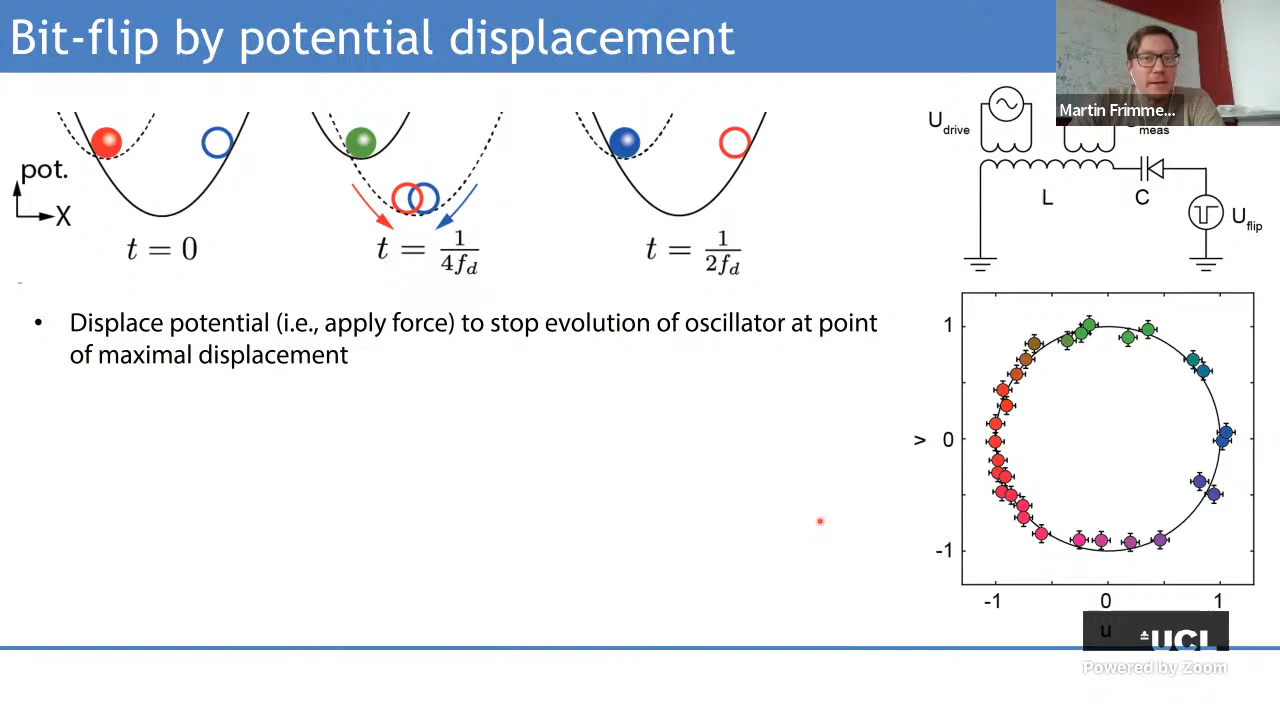 Bit-flip by potential displacement
Martin Frimme...
pot.
X
t = 0
t = 1/4f_d
t = 1/2f_d
U_drive
meas
L
C
U_flip
• Displace potential (i.e., apply force) to stop evolution of oscillator at point
of maximal displacement
1
v
0
-1
-1
0
1
u
UCL
Powered by Zoom